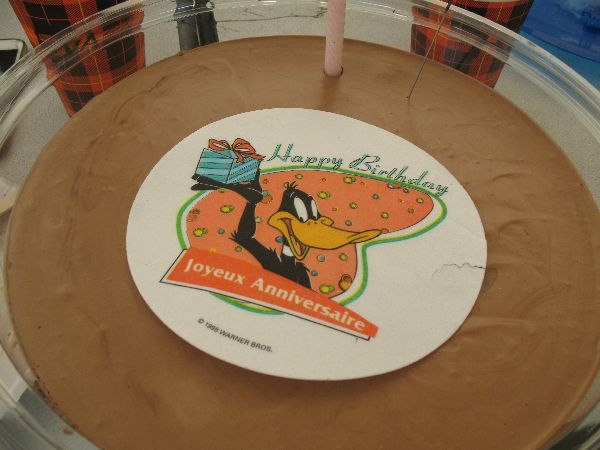 Happy Birthday
Joyeux Anniversaire
© 1998 WARNER BROS.